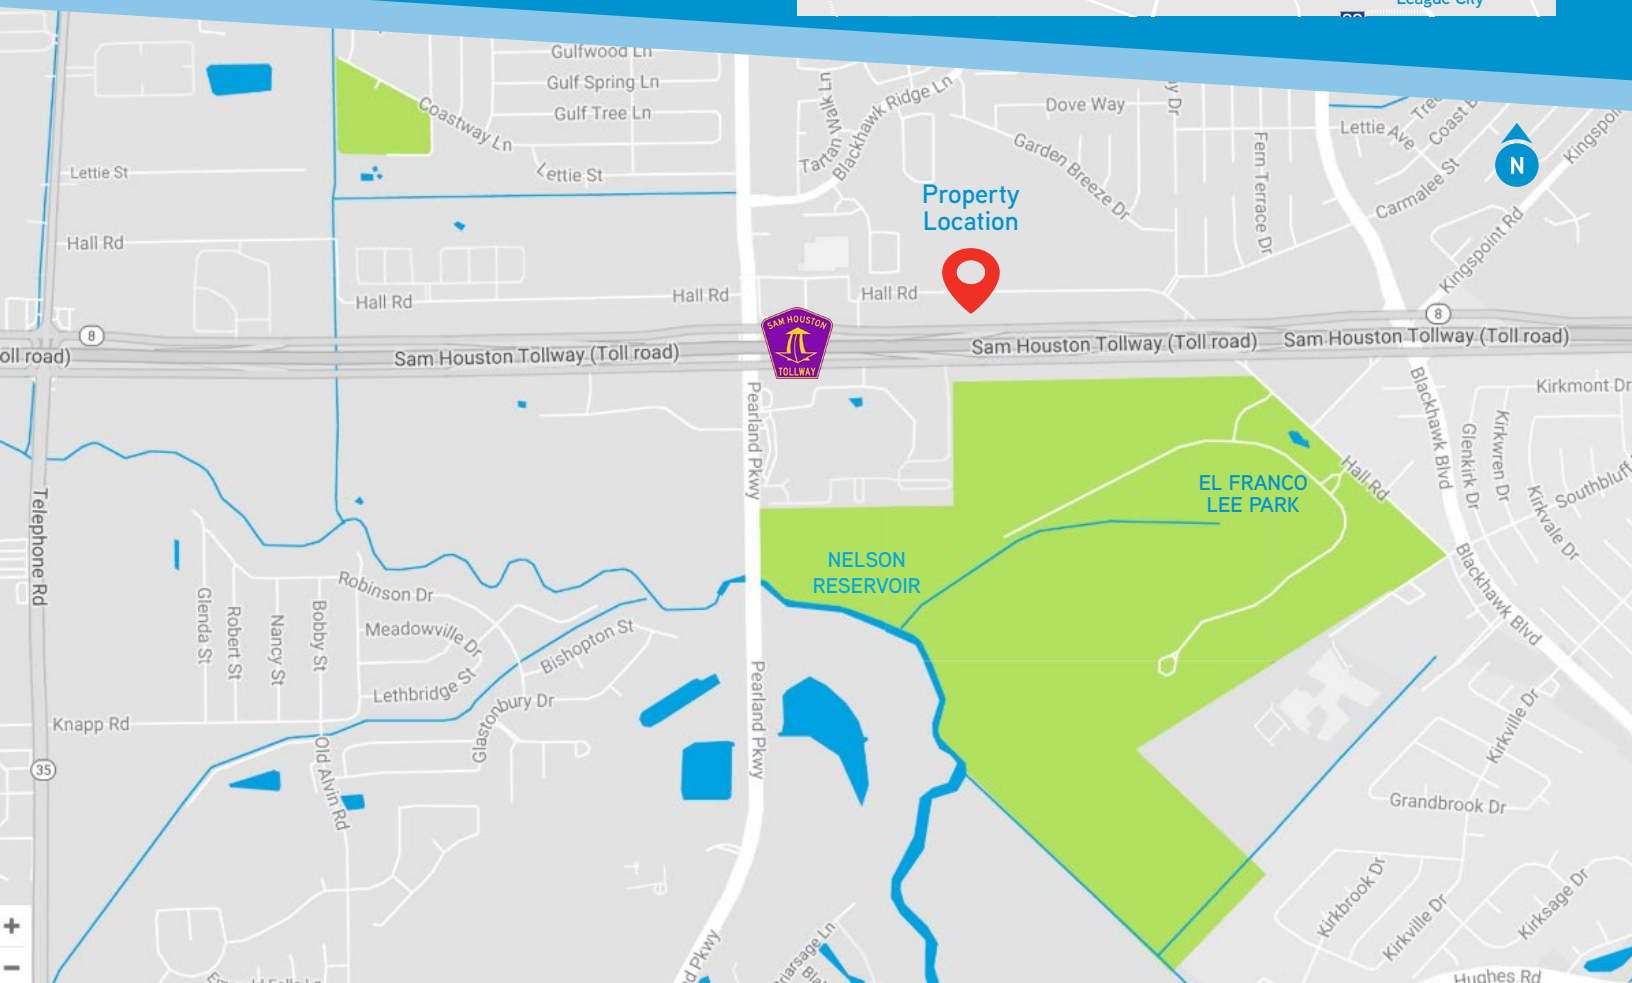 League City
Gulfwood Ln
Gulf Spring Ln
Gulf Tree Ln
Coastway Ln
Lettie St
Lettie St
Blackhawk Ridge Ln
Dove Way
Garden Breeze Dr
Fern Terrace Dr
Lettie Ave
Carmalee St
N
Kingspoint Rd
Property
Location
Hall Rd
Hall Rd
Hall Rd
Hall Rd
8
8
SAM HOUSTON
TOLLWAY
oll road)
Sam Houston Tollway (Toll road)
Sam Houston Tollway (Toll road)
Sam Houston Tollway (Toll road)
Pearland Pkwy
Blackhawk Blvd
Kirkmont Dr
Glenkirk Dr
Kirkwren Dr
Kirkvale Dr
Hall Rd
EL FRANCO
LEE PARK
Telephone Rd
NELSON
RESERVOIR
Blackhawk Blvd
Robinson Dr
Glenda St
Robert St
Nancy St
Bobby St
Meadowville Dr
Bishopton St
Lethbridge St
Glastonbury Dr
Pearland Pkwy
Knapp Rd
Old Alvin Rd
35
Kirkville Dr
Grandbrook Dr
Kirkbrook Dr
Kirkville Dr
Kirksage Dr
d Pkwy
Hughes Rd
+
−